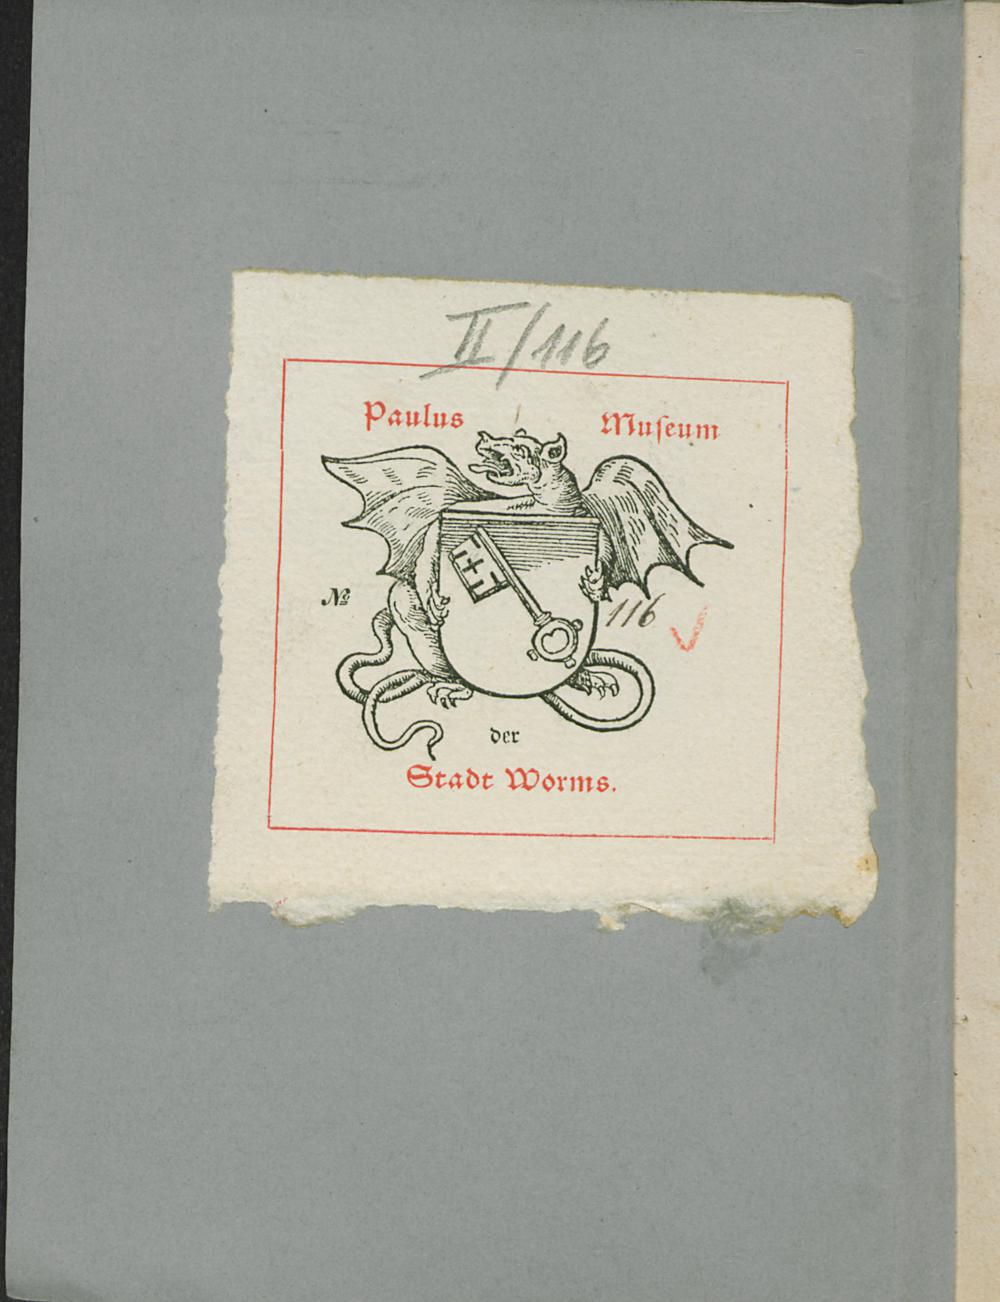 II/116
Paulus Muſeum
№ 116
der
Stadt Worms.